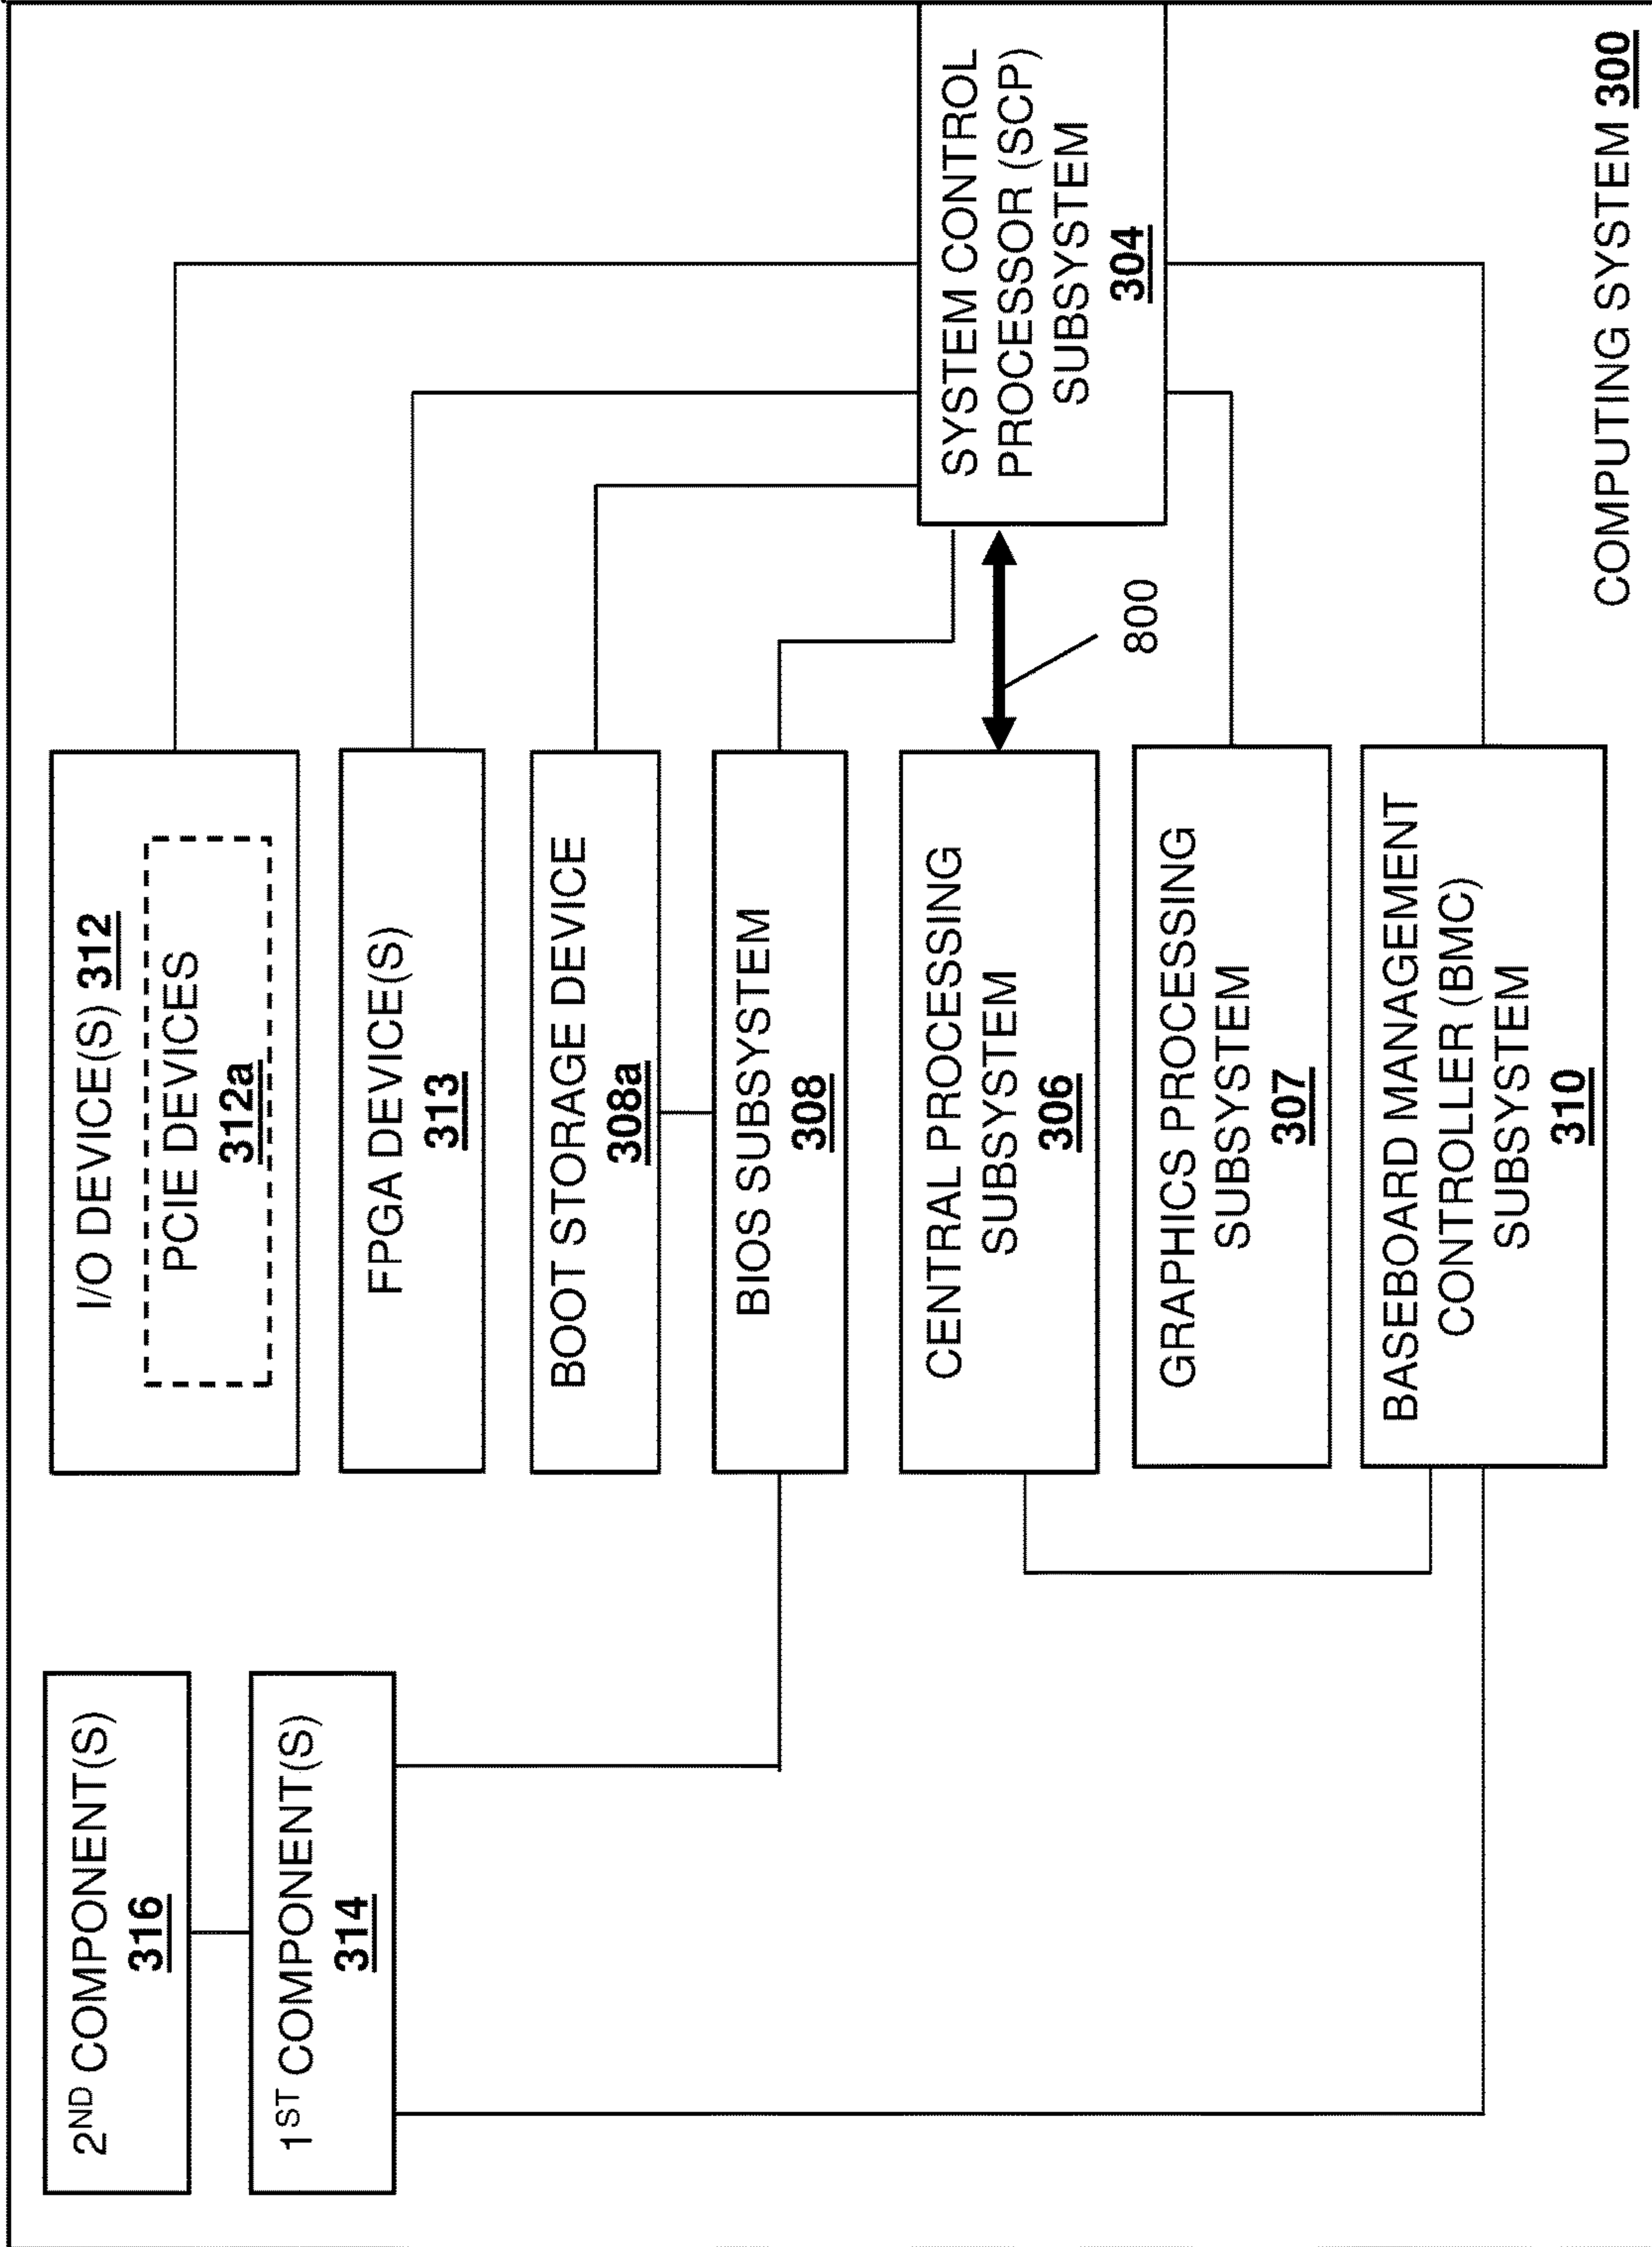 2ND COMPONENT(S)
316
1ST COMPONENT(S)
314
I/O DEVICE(S) 312
PCIE DEVICES
312a
FPGA DEVICE(S)
313
BOOT STORAGE DEVICE
308a
BIOS SUBSYSTEM
308
CENTRAL PROCESSING
SUBSYSTEM
306
GRAPHICS PROCESSING
SUBSYSTEM
307
BASEBOARD MANAGEMENT
CONTROLLER (BMC)
SUBSYSTEM
310
800
SYSTEM CONTROL
PROCESSOR (SCP)
SUBSYSTEM
304
COMPUTING SYSTEM 300